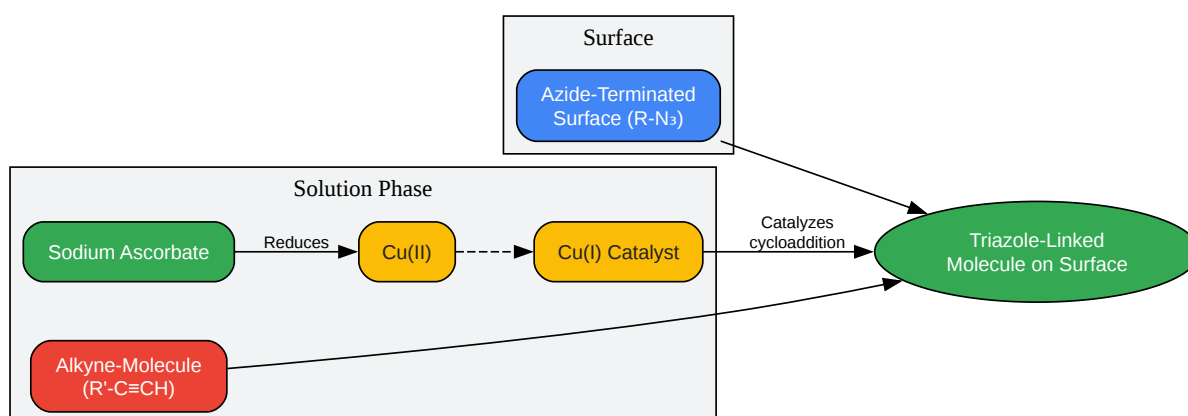 Surface
Azide-Terminated
Surface (R-N₃)
Solution Phase
Sodium Ascorbate
Reduces
Cu(II)
Cu(I) Catalyst
Catalyzes
cycloaddition
Triazole-Linked
Molecule on Surface
Alkyne-Molecule
(R'-C≡CH)